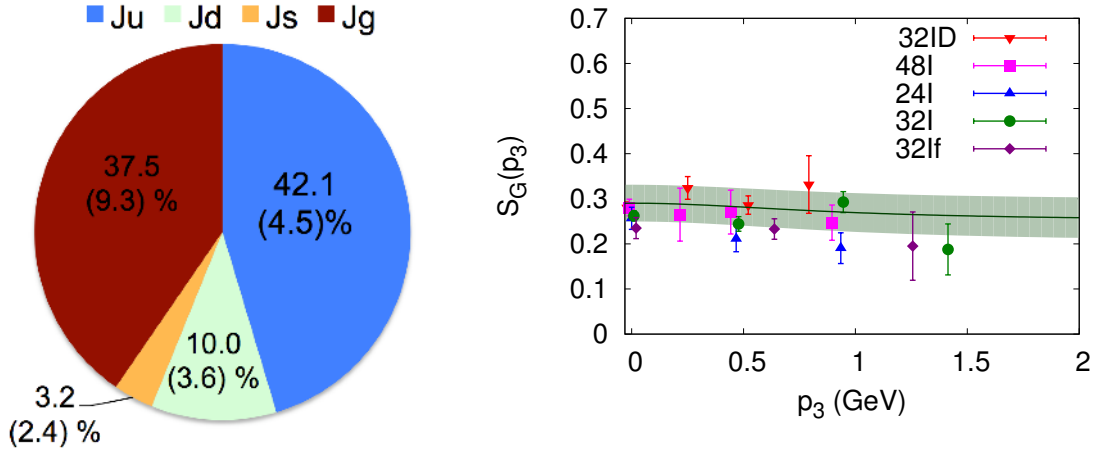 Ju Jd Js Jg
37.5
(9.3) %
42.1
(4.5)%
10.0
(3.6) %
3.2
(2.4) %
32ID
48I
24I
32I
32If
0.7
0.6
0.5
0.4
0.3
0.2
0.1
0
S_G(p_3)
0 0.5 1 1.5 2
p_3 (GeV)